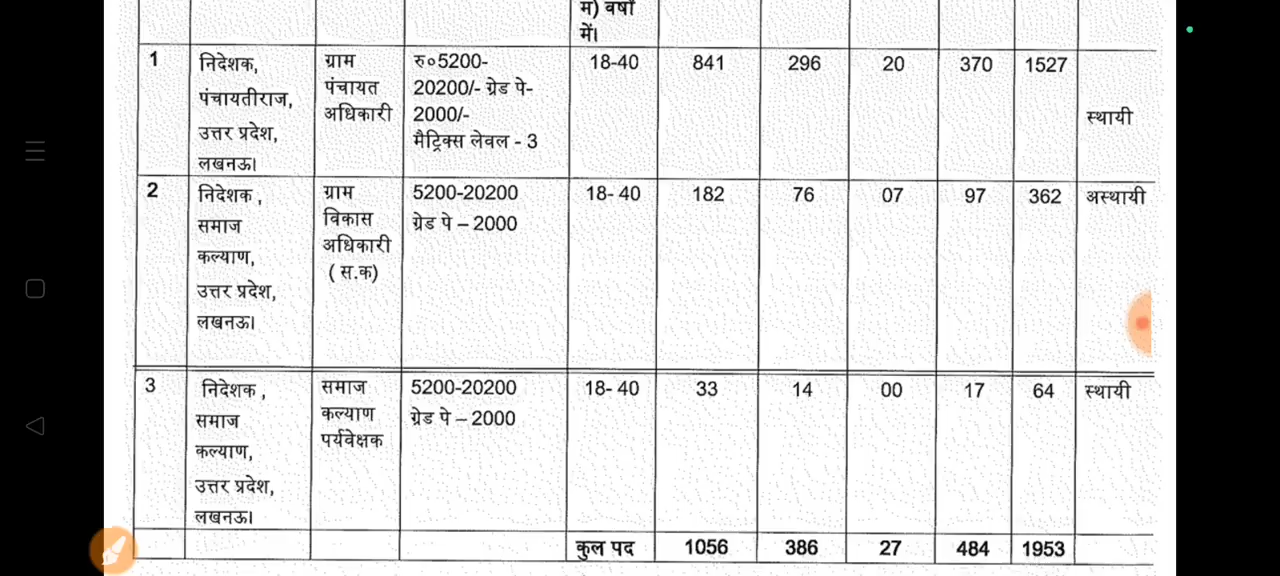 म) वर्षों
में।
1 निदेशक, ग्राम रु०5200- 18-40 841 296 20 370 1527
पंचायतीराज, पंचायत 20200/- ग्रेड पे-
उत्तर प्रदेश, अधिकारी 2000/- स्थायी
लखनऊ। मैट्रिक्स लेवल - 3
2 निदेशक , ग्राम 5200-20200 18- 40 182 76 07 97 362 अस्थायी
समाज विकास ग्रेड पे – 2000
कल्याण, अधिकारी
उत्तर प्रदेश, ( स.क)
लखनऊ।
3 निदेशक , समाज 5200-20200 18- 40 33 14 00 17 64 स्थायी
समाज कल्याण ग्रेड पे – 2000
कल्याण, पर्यवेक्षक
उत्तर प्रदेश,
लखनऊ।
कुल पद 1056 386 27 484 1953